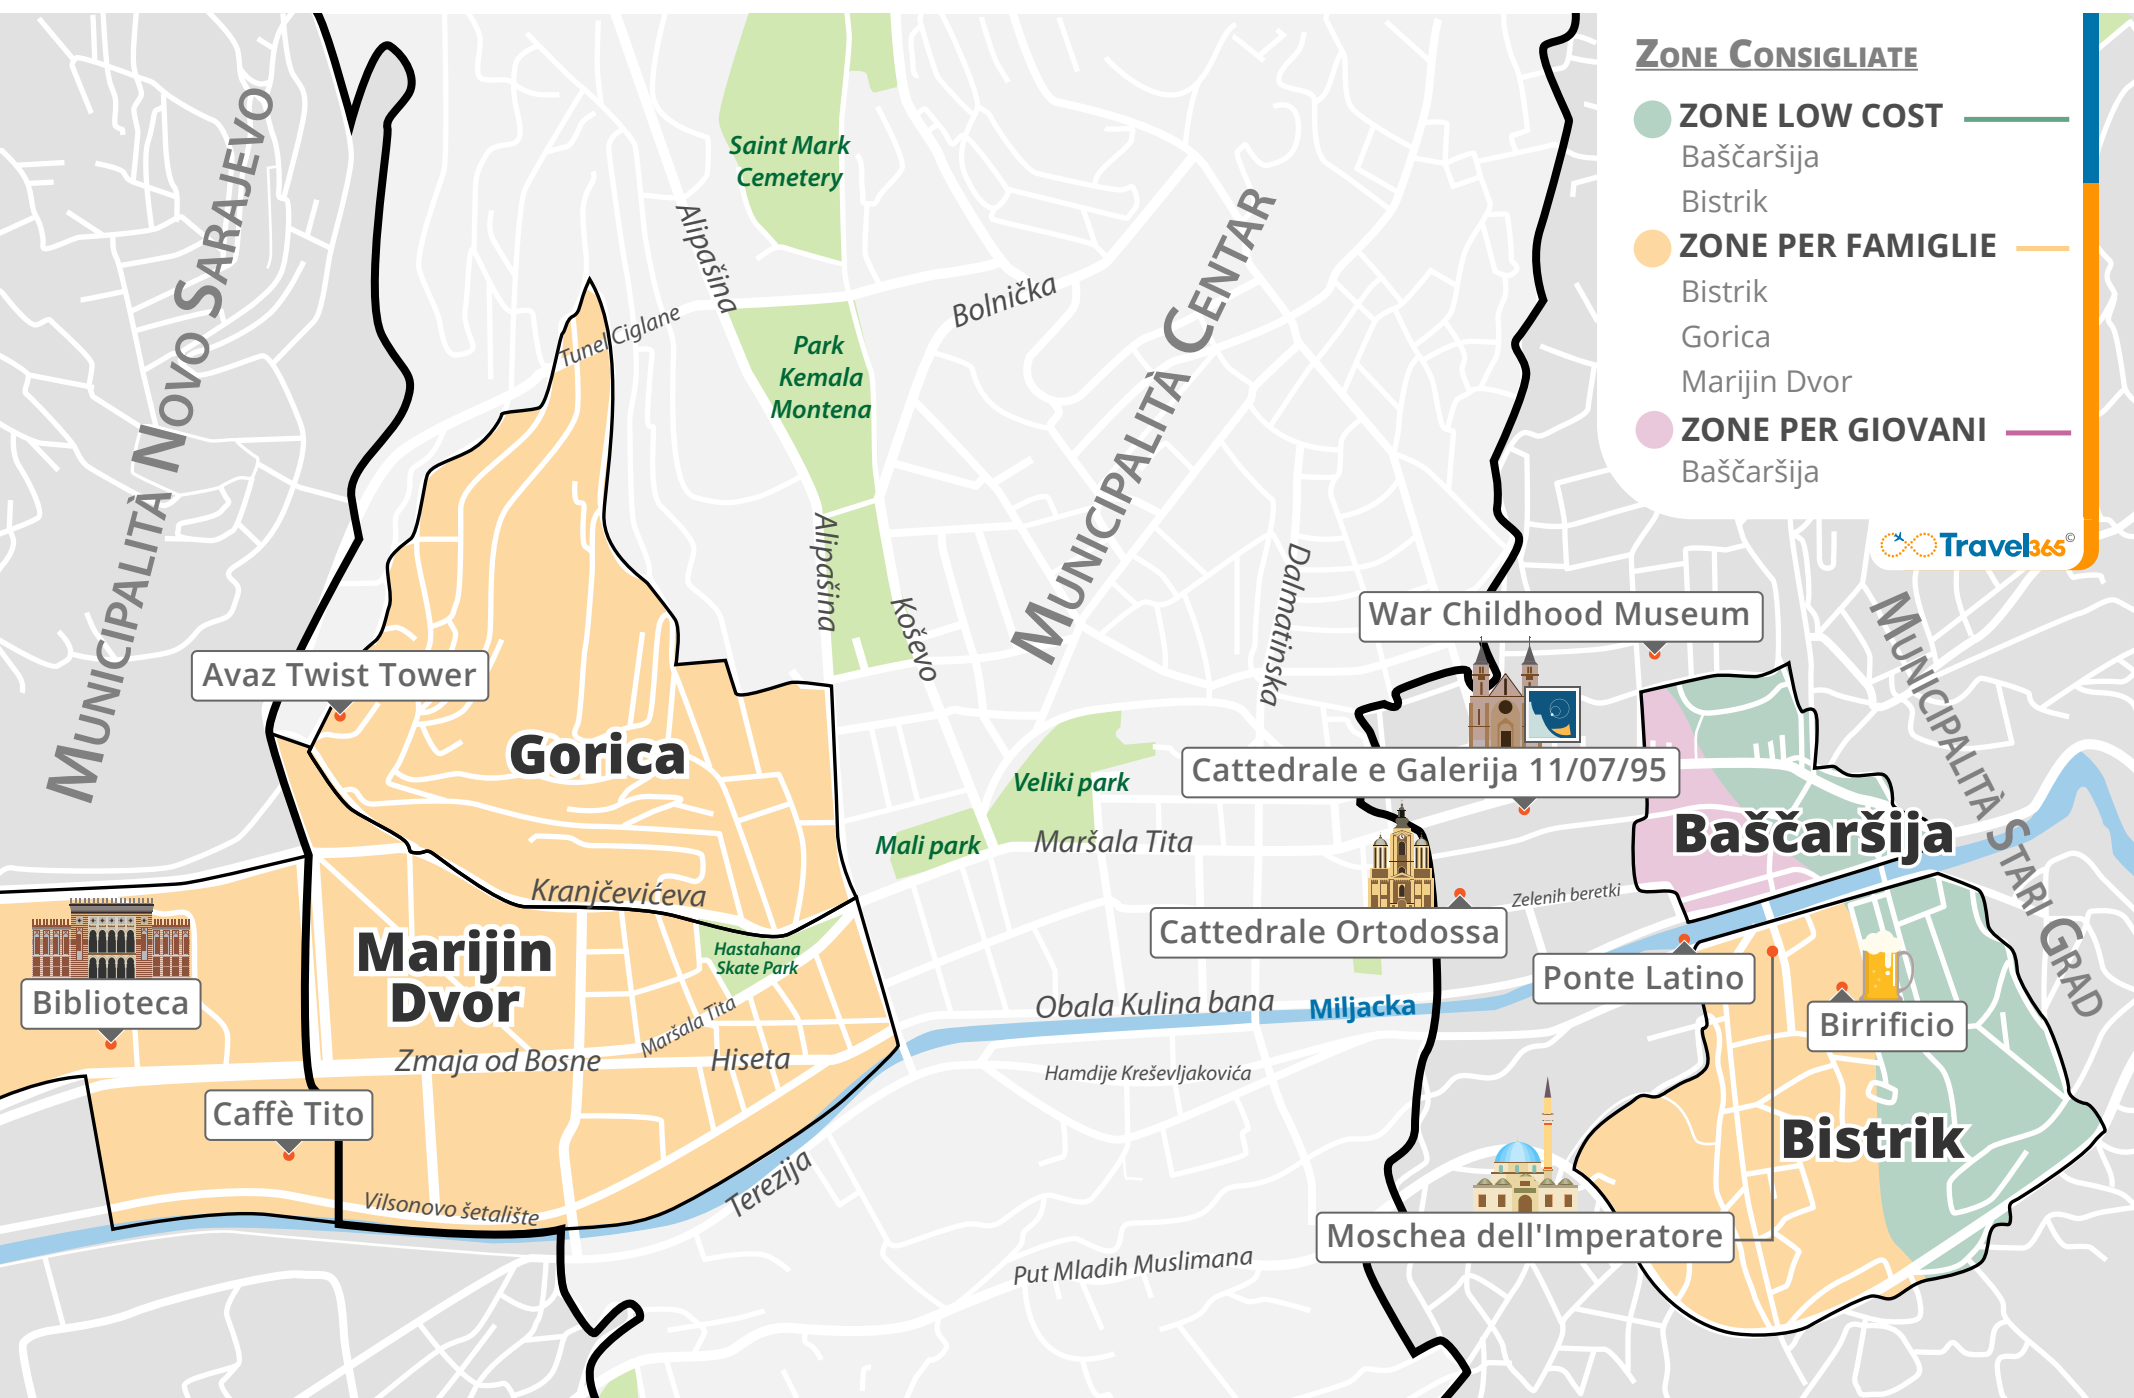 ZONE CONSIGLIATE
ZONE LOW COST
Baščaršija
Bistrik
ZONE PER FAMIGLIE
Bistrik
Gorica
Marijin Dvor
ZONE PER GIOVANI
Baščaršija
Travel365©
MUNICIPALITÀ NOVO SARAJEVO
MUNICIPALITÀ CENTAR
MUNICIPALITÀ STARI GRAD
Saint Mark
Cemetery
Alipašina
Tunel Ciglane
Bolnička
Park
Kemala
Montena
Alipašina
Koševo
Dalmatinska
War Childhood Museum
Avaz Twist Tower
Gorica
Veliki park
Cattedrale e Galerija 11/07/95
Mali park
Maršala Tita
Baščaršija
Kranjčevićeva
Zelenih beretki
Cattedrale Ortodossa
Marijin
Dvor
Hastahana
Skate Park
Biblioteca
Ponte Latino
Obala Kulina bana
Miljacka
Birrificio
Maršala Tita
Zmaja od Bosne
Hiseta
Hamdije Kreševljakovića
Caffè Tito
Bistrik
Terezija
Vilsonovo šetalište
Moschea dell'Imperatore
Put Mladih Muslimana